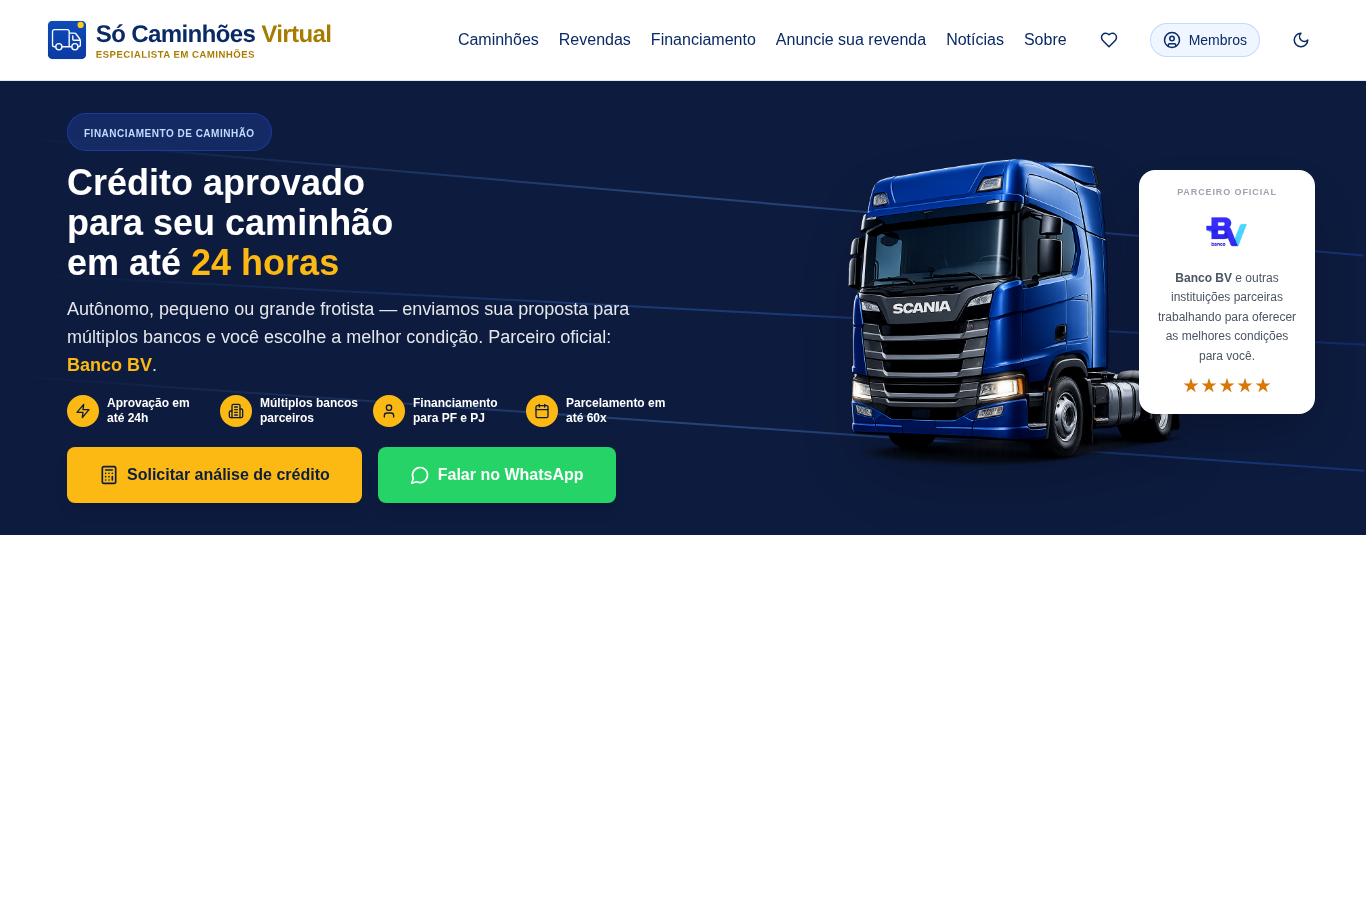 Só Caminhões Virtual
ESPECIALISTA EM CAMINHÕES
Caminhões
Revendas
Financiamento
Anuncie sua revenda
Notícias
Sobre
Membros
FINANCIAMENTO DE CAMINHÃO
Crédito aprovado
para seu caminhão
em até 24 horas
Autônomo, pequeno ou grande frotista — enviamos sua proposta para
múltiplos bancos e você escolhe a melhor condição. Parceiro oficial:
Banco BV.
Aprovação em
até 24h
Múltiplos bancos
parceiros
Financiamento
para PF e PJ
Parcelamento em
até 60x
Solicitar análise de crédito
Falar no WhatsApp
SCANIA
PARCEIRO OFICIAL
BV
banco
Banco BV e outras
instituições parceiras
trabalhando para oferecer
as melhores condições
para você.